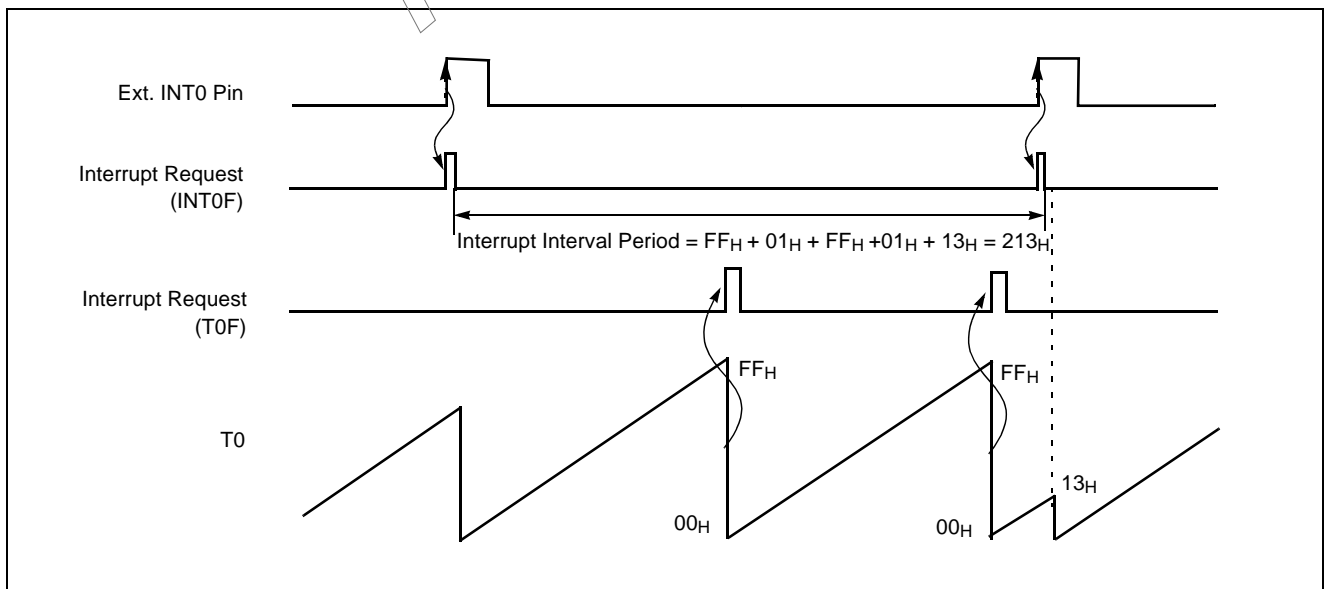 Ext. INT0 Pin
Interrupt Request
(INT0F)
Interrupt Interval Period = FFH + 01H + FFH +01H + 13H = 213H
Interrupt Request
(T0F)
FFH
FFH
T0
13H
00H
00H